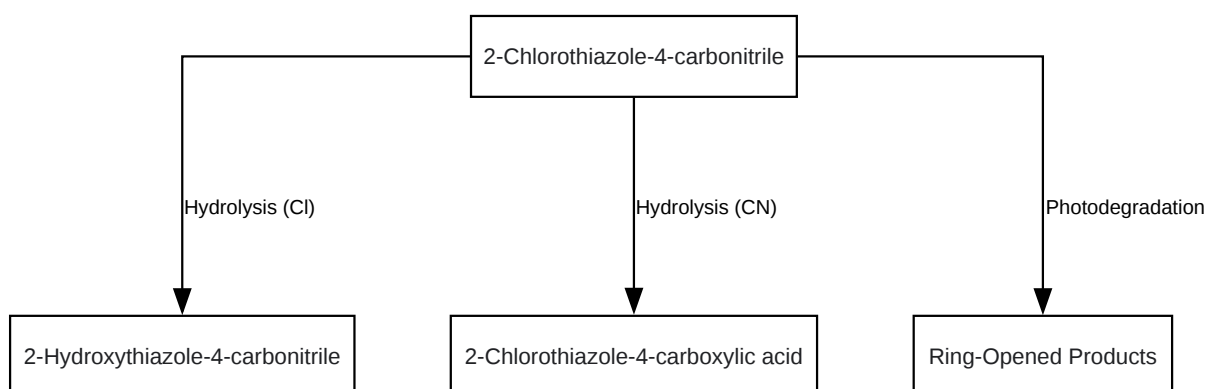 2-Chlorothiazole-4-carbonitrile
Hydrolysis (Cl)
Hydrolysis (CN)
Photodegradation
2-Hydroxythiazole-4-carbonitrile
2-Chlorothiazole-4-carboxylic acid
Ring-Opened Products